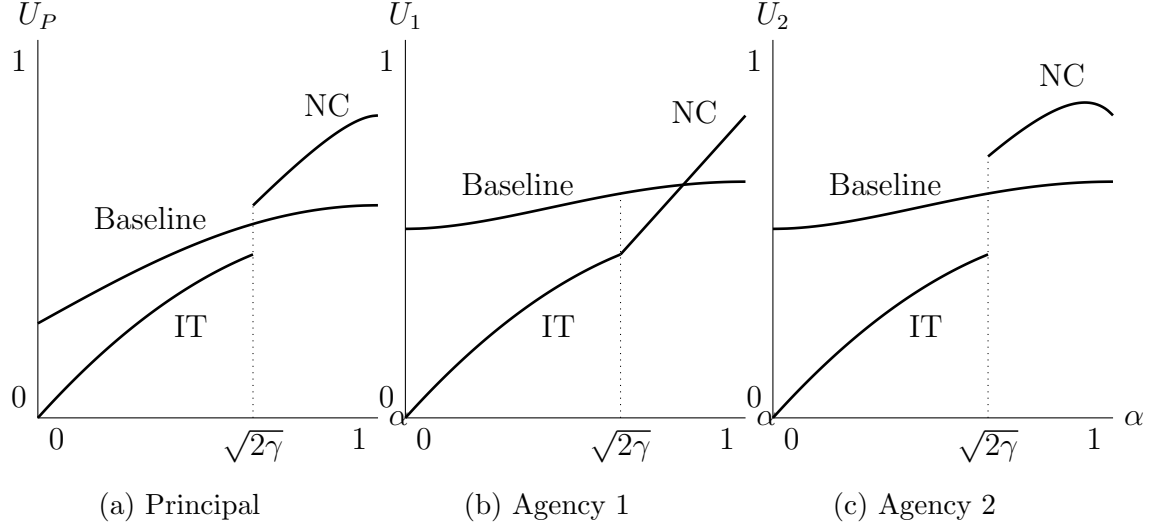 U_P
1
NC
Baseline
IT
0
0
√2γ
1
α
(a) Principal
U_1
1
NC
Baseline
IT
0
0
√2γ
1
α
(b) Agency 1
U_2
1
NC
Baseline
IT
0
0
√2γ
1
α
(c) Agency 2